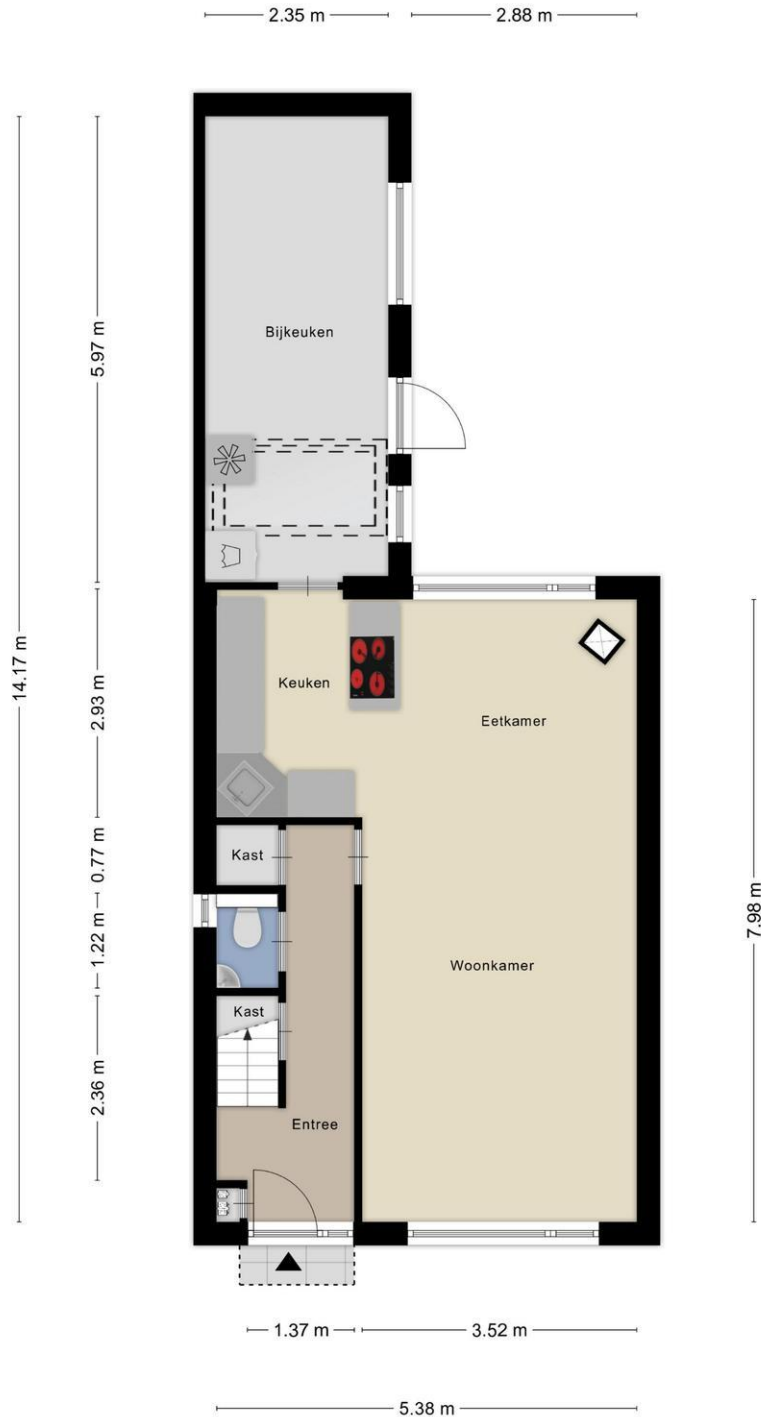 2.35 m
2.88 m
5.97 m
Bijkeuken
14.17 m
2.93 m
Keuken
Eetkamer
0.77 m
Kast
7.98 m
1.22 m
Woonkamer
Kast
2.36 m
Entree
1.37 m
3.52 m
5.38 m